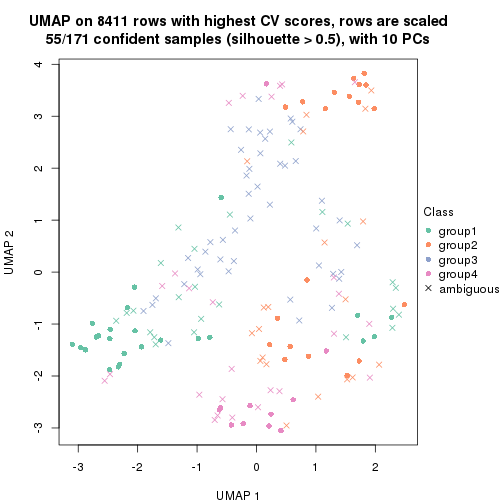 UMAP on 8411 rows with highest CV scores, rows are scaled
55/171 confident samples (silhouette > 0.5), with 10 PCs
4
3
2
1
0
-1
-2
-3
UMAP 2
-3
-2
-1
0
1
2
UMAP 1
Class
group1
group2
group3
group4
ambiguous